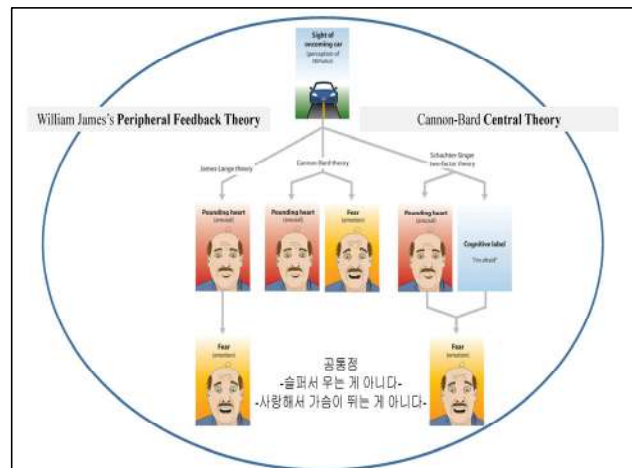 Sight of
oncoming car
(perception of
stimulus)
William James's Peripheral Feedback Theory
Cannon-Bard Central Theory
James-Lange theory
Cannon-Bard theory
Schachter-Singer
two-factor theory
Pounding heart
(arousal)
Pounding heart
(arousal)
Fear
(emotion)
Pounding heart
(arousal)
Cognitive label
"I'm afraid"
Fear
(emotion)
공통점
-슬퍼서 우는 게 아니다-
-사랑해서 가슴이 뛰는 게 아니다-
Fear
(emotion)